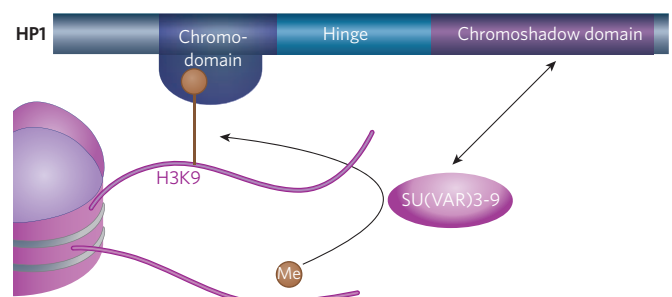 HP1
Chromo-
domain
Hinge
Chromoshadow domain
H3K9
SU(VAR)3-9
Me